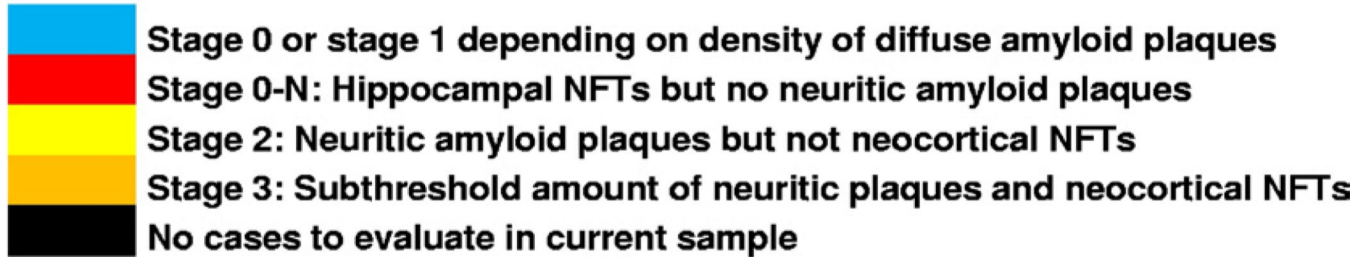 Stage 0 or stage 1 depending on density of diffuse amyloid plaques
Stage 0-N: Hippocampal NFTs but no neuritic amyloid plaques
Stage 2: Neuritic amyloid plaques but not neocortical NFTs
Stage 3: Subthreshold amount of neuritic plaques and neocortical NFTs
No cases to evaluate in current sample